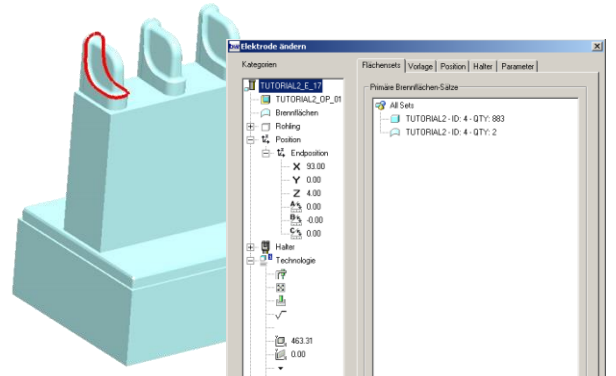 Elektrode ändern
Kategorien
TUTORIAL2_E_17
TUTORIAL2_OP_01
Brennflächen
Rohling
Position
Endposition
X 93.00
Y 0.00
Z 4.00
A 0.00
B -0.00
C 0.00
Halter
Technologie
463.31
0.00
Flächensets Vorlage Position Halter Parameter
Primäre Brennflächen-Sätze
All Sets
TUTORIAL2 - ID: 4 - QTY: 883
TUTORIAL2 - ID: 4 - QTY: 2